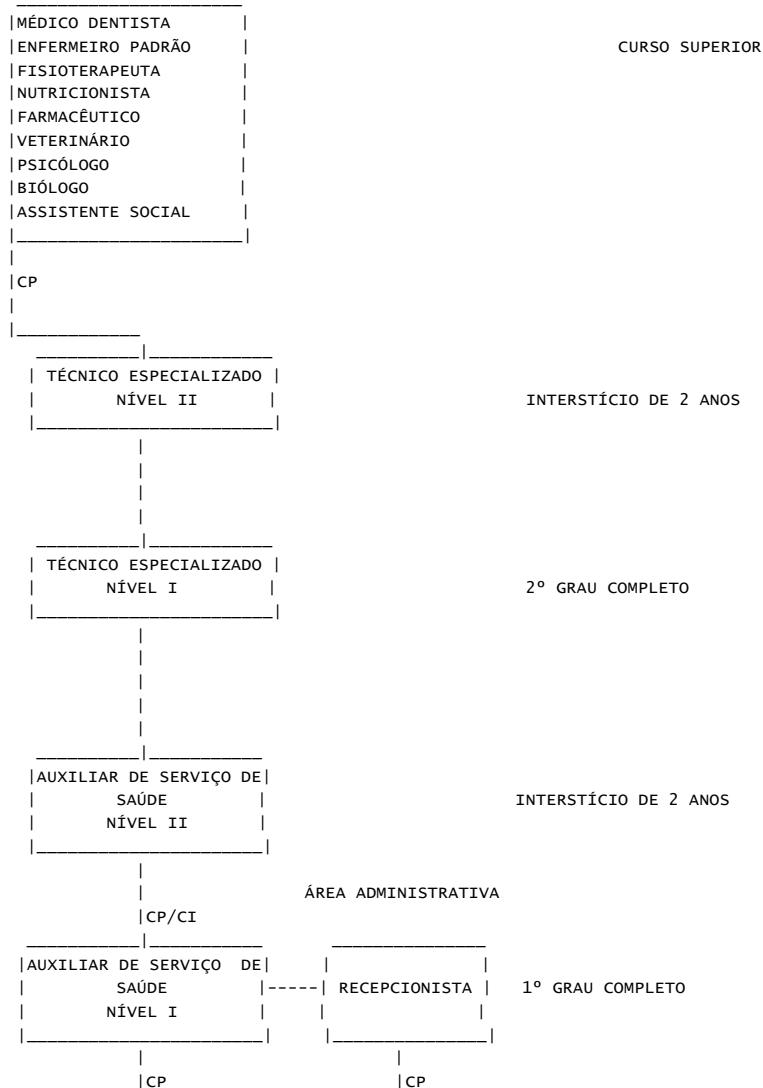 MÉDICO DENTISTA
ENFERMEIRO PADRÃO CURSO SUPERIOR
FISIOTERAPEUTA
NUTRICIONISTA
FARMACÊUTICO
VETERINÁRIO
PSICÓLOGO
BIÓLOGO
ASSISTENTE SOCIAL
CP
TÉCNICO ESPECIALIZADO
NÍVEL II INTERSTÍCIO DE 2 ANOS
TÉCNICO ESPECIALIZADO
NÍVEL I 2º GRAU COMPLETO
AUXILIAR DE SERVIÇO DE
SAÚDE INTERSTÍCIO DE 2 ANOS
NÍVEL II
ÁREA ADMINISTRATIVA
CP/CI
AUXILIAR DE SERVIÇO DE
SAÚDE RECEPCIONISTA 1º GRAU COMPLETO
NÍVEL I
CP CP